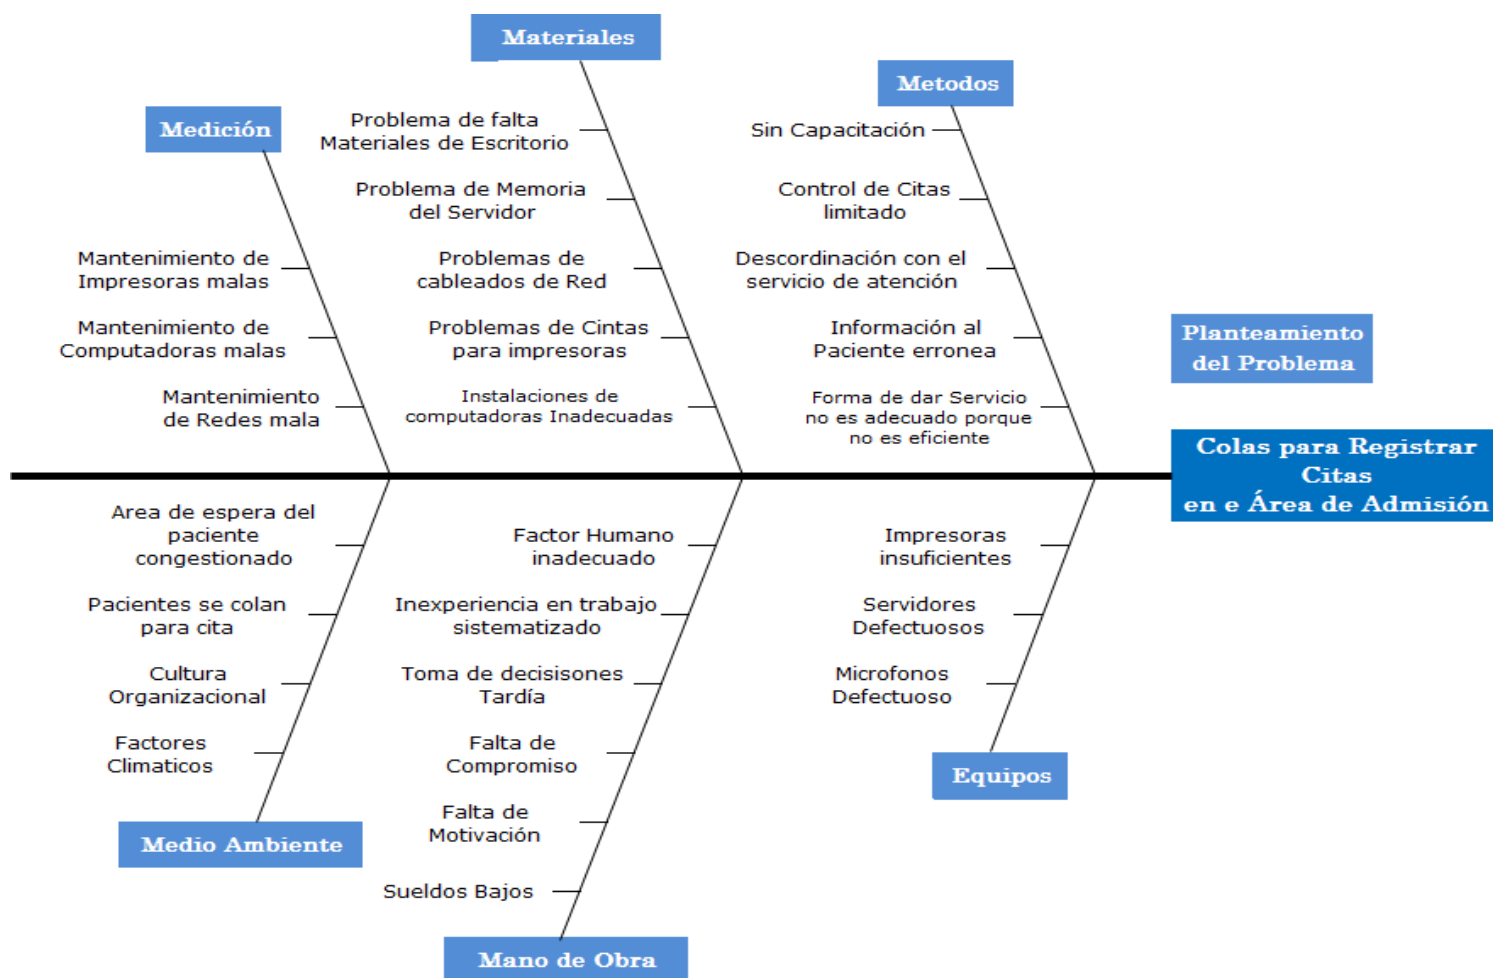 Materiales
Metodos
Medición
Problema de falta
Materiales de Escritorio
Sin Capacitación
Problema de Memoria
del Servidor
Control de Citas
limitado
Mantenimiento de
Impresoras malas
Problemas de
cableados de Red
Descordinación con el
servicio de atención
Mantenimiento de
Computadoras malas
Problemas de Cintas
para impresoras
Información al
Paciente erronea
Planteamiento
del Problema
Mantenimiento
de Redes mala
Instalaciones de
computadoras Inadecuadas
Forma de dar Servicio
no es adecuado porque
no es eficiente
Colas para Registrar
Citas
en e Área de Admisión
Area de espera del
paciente
congestionado
Factor Humano
inadecuado
Impresoras
insuficientes
Pacientes se colan
para cita
Inexperiencia en trabajo
sistematizado
Servidores
Defectuosos
Cultura
Organizacional
Toma de decisisones
Tardía
Microfonos
Defectuoso
Factores
Climaticos
Falta de
Compromiso
Equipos
Falta de
Motivación
Medio Ambiente
Sueldos Bajos
Mano de Obra